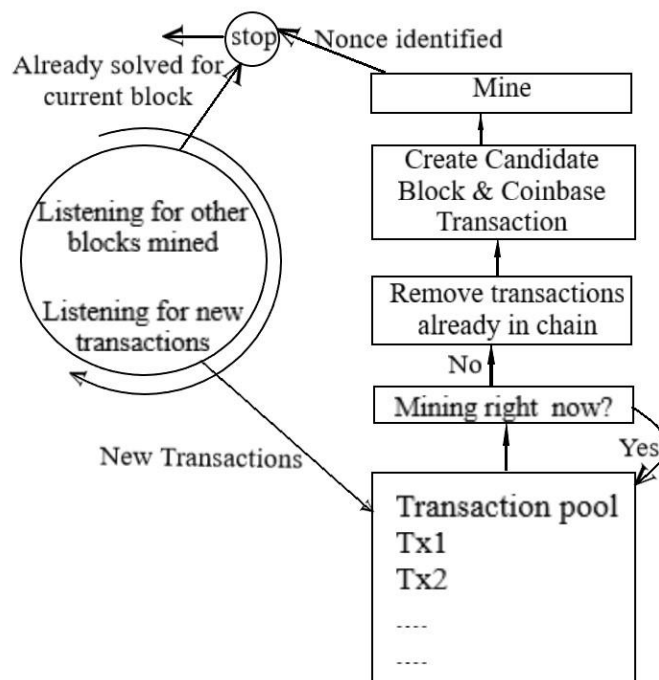 stop
Nonce identified
Already solved for
current block
Mine
Create Candidate
Block & Coinbase
Transaction
Listening for other
blocks mined
Listening for new
transactions
Remove transactions
already in chain
No
Mining right now?
Yes
New Transactions
Transaction pool
Tx1
Tx2
----
----